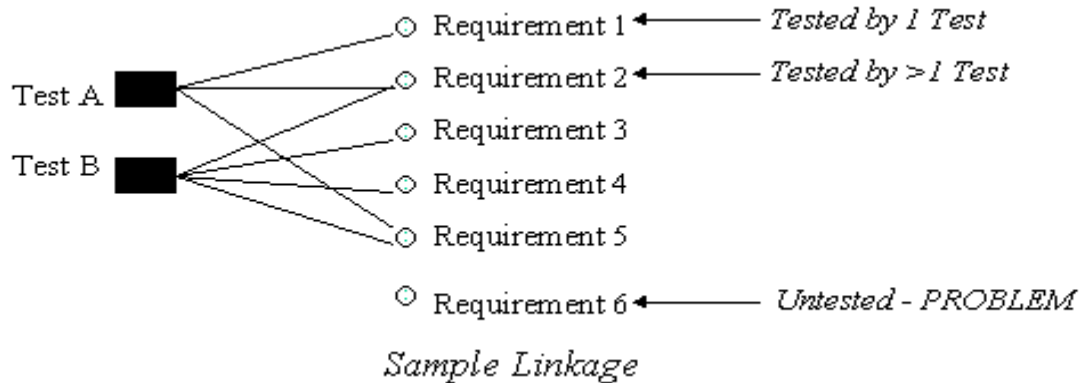 Requirement 1 Tested by 1 Test
Test A Requirement 2 Tested by >1 Test
Requirement 3
Test B Requirement 4
Requirement 5
Requirement 6 Untested - PROBLEM
Sample Linkage